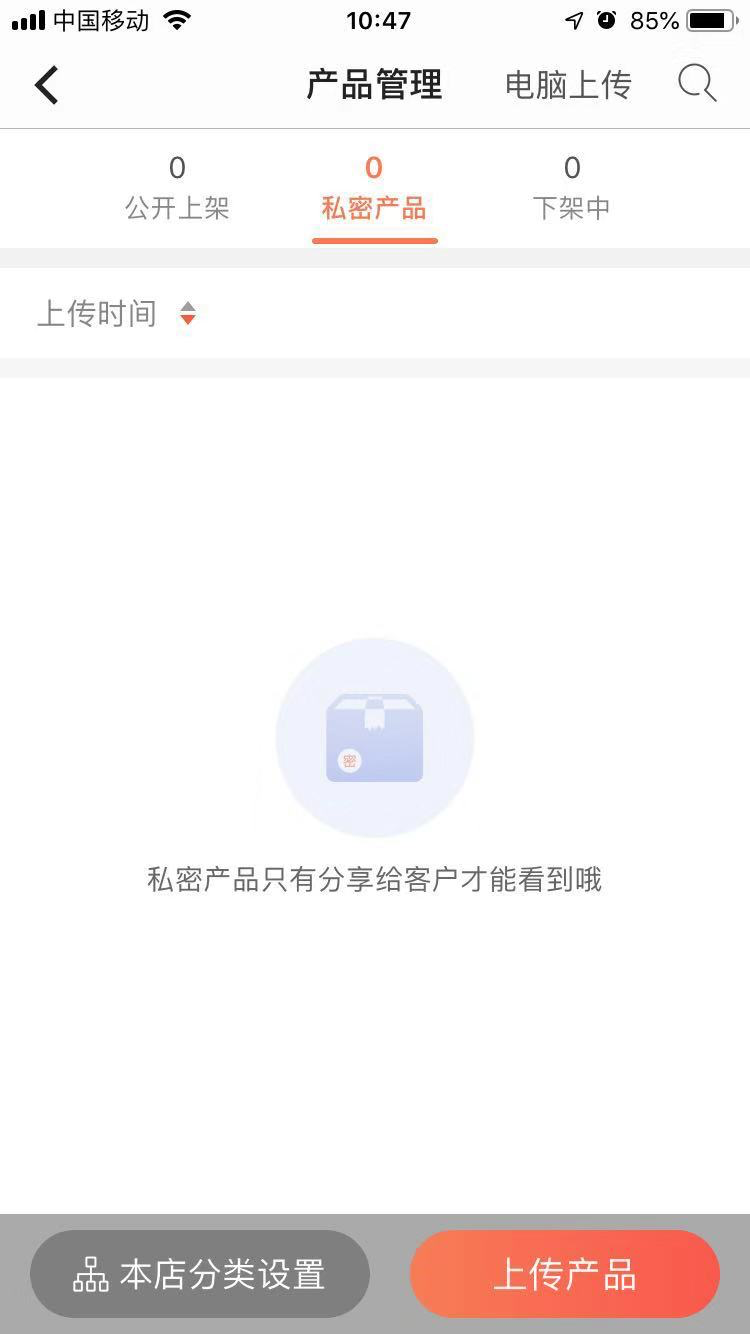 中国移动 10:47 85%
产品管理 电脑上传
0 0 0
公开上架 私密产品 下架中
上传时间
密
私密产品只有分享给客户才能看到哦
本店分类设置 上传产品